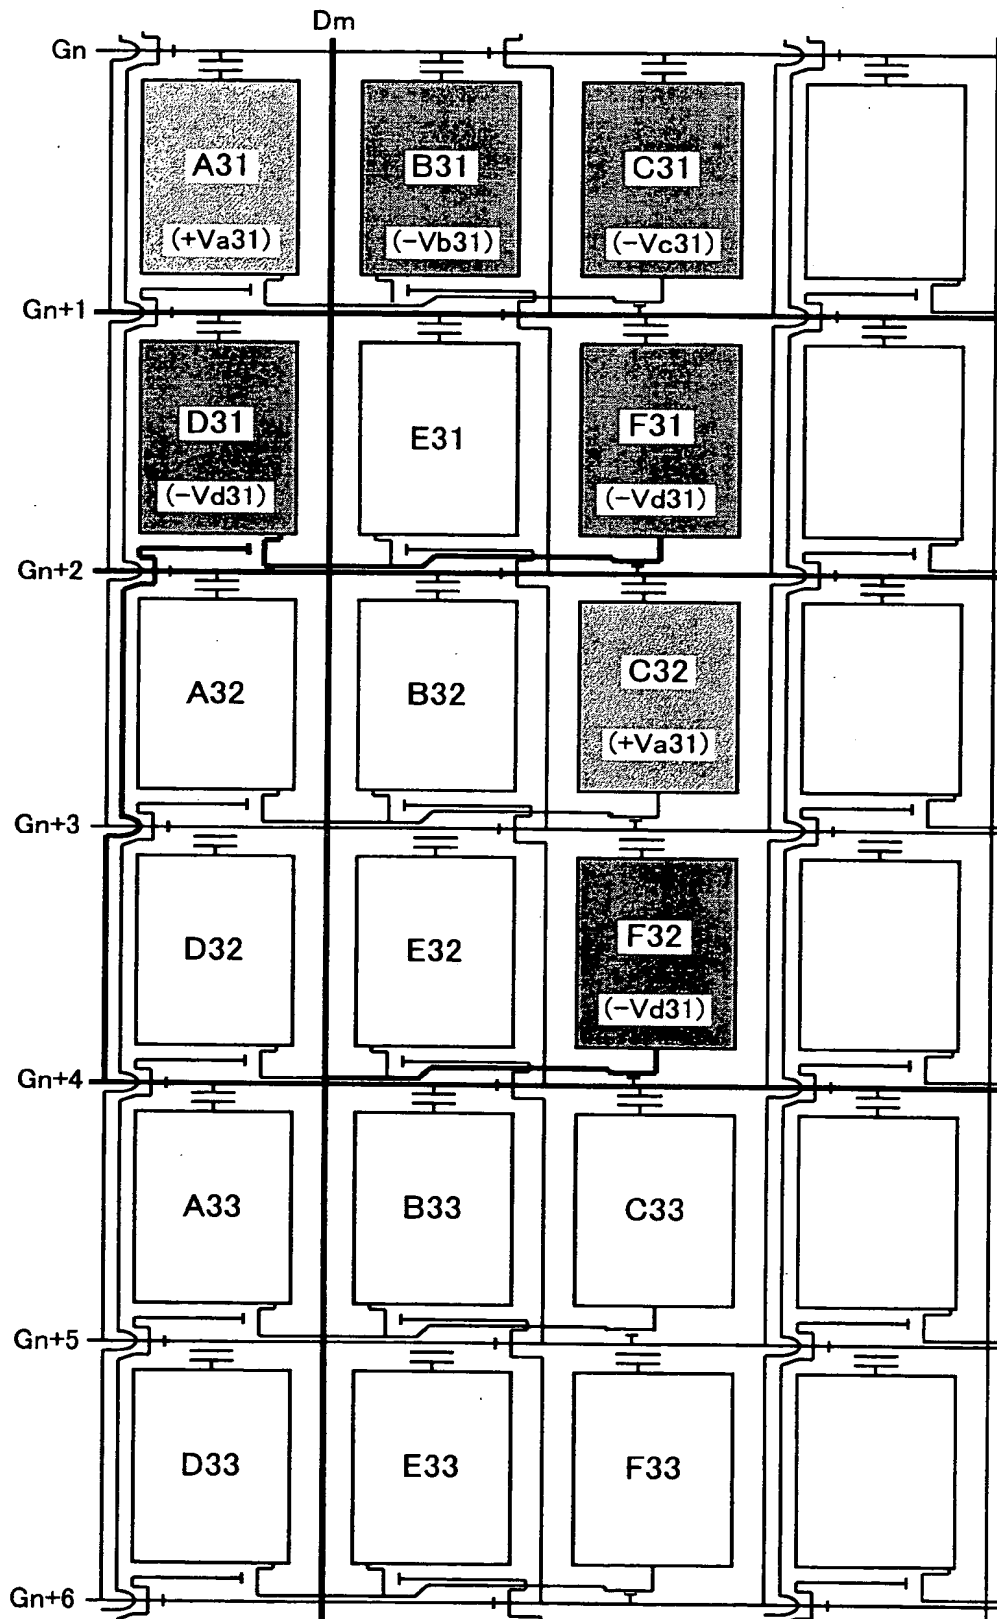 Dm
Gn
A31 B31 C31
(+Va31) (-Vb31) (-Vc31)
Gn+1
D31 E31 F31
(-Vd31) (-Vd31)
Gn+2
A32 B32 C32
(+Va31)
Gn+3
D32 E32 F32
(-Vd31)
Gn+4
A33 B33 C33
Gn+5
D33 E33 F33
Gn+6